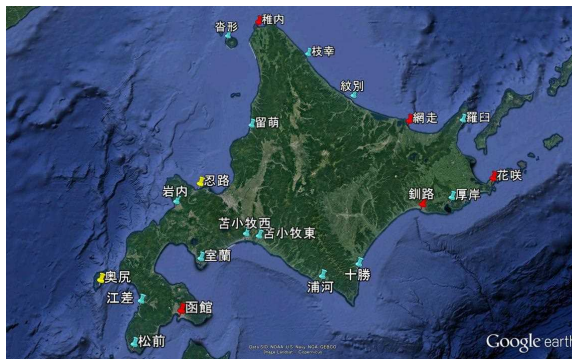 稚内
沓形
枝幸
紋別
網走
羅臼
留萌
忍路
岩内
花咲
釧路
厚岸
苫小牧西
苫小牧東
室蘭
十勝
浦河
奥尻
江差
函館
松前
Google earth